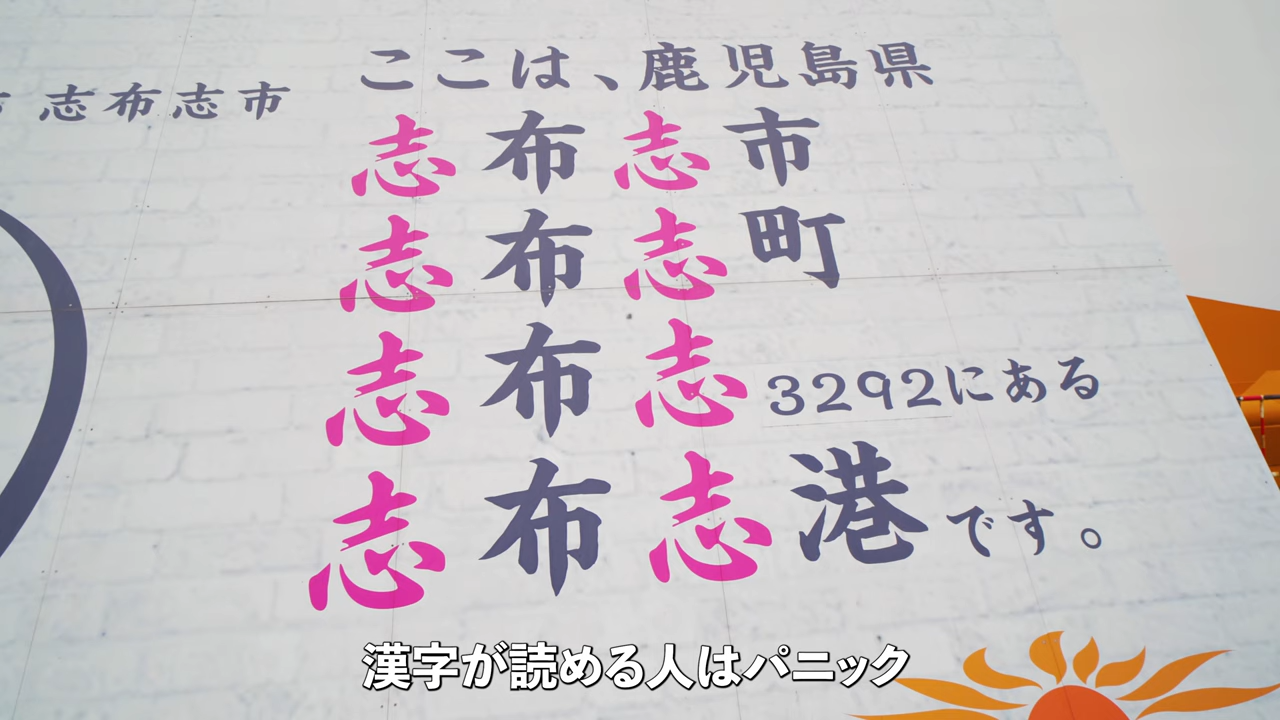 志布志市
ここは、鹿児島県
志布志市
志布志町
志布志3292にある
志布志港です。
漢字が読める人はパニック